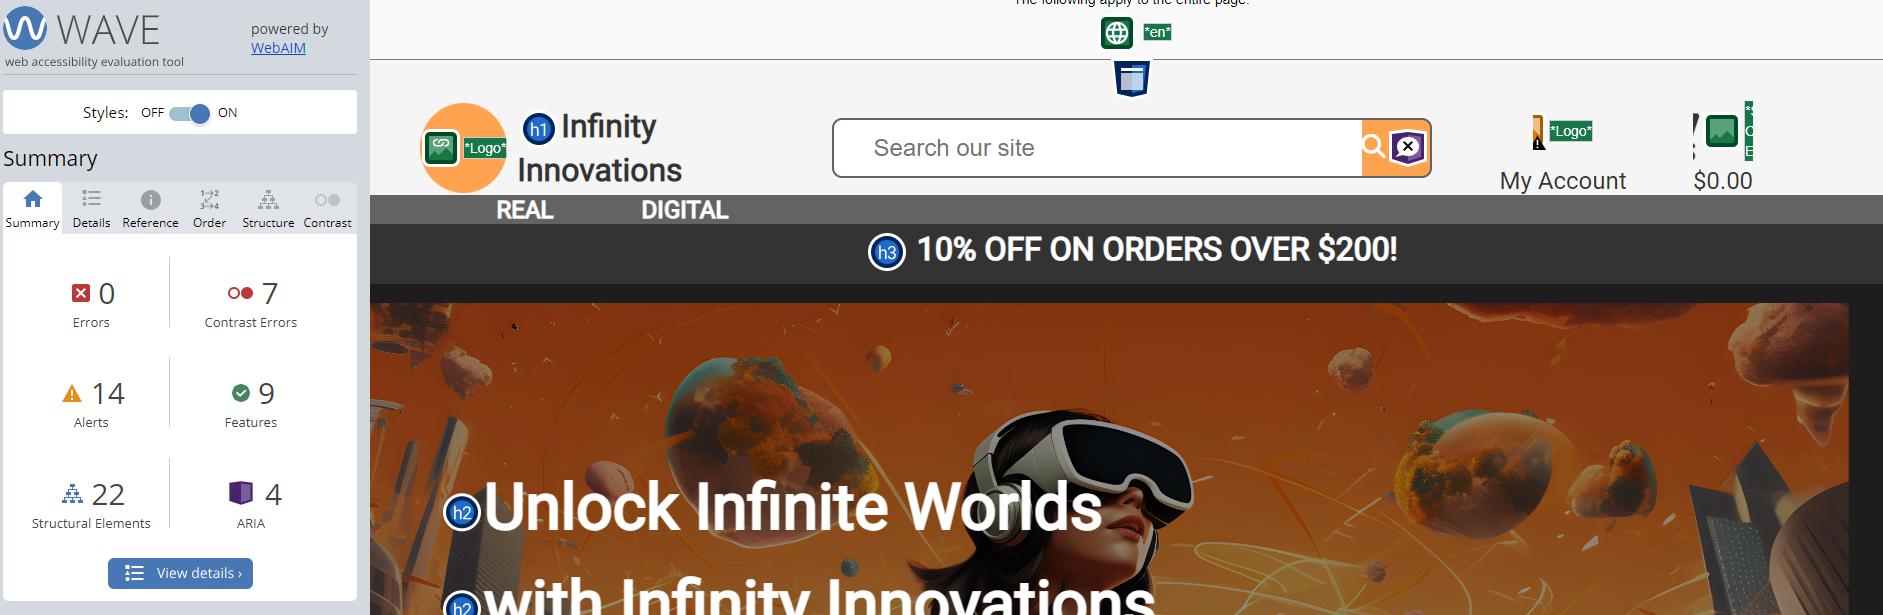 WAVE
powered by
WebAIM
web accessibility evaluation tool
Styles: OFF ON
Summary
Summary Details Reference Order Structure Contrast
0
Errors
7
Contrast Errors
14
Alerts
9
Features
22
Structural Elements
4
ARIA
View details ›
The following apply to the entire page:
*en*
*Logo*
h1 Infinity
Innovations
Search our site
*Logo*
My Account
$0.00
REAL DIGITAL
h3 10% OFF ON ORDERS OVER $200!
h2 Unlock Infinite Worlds
h2 with Infinity Innovations